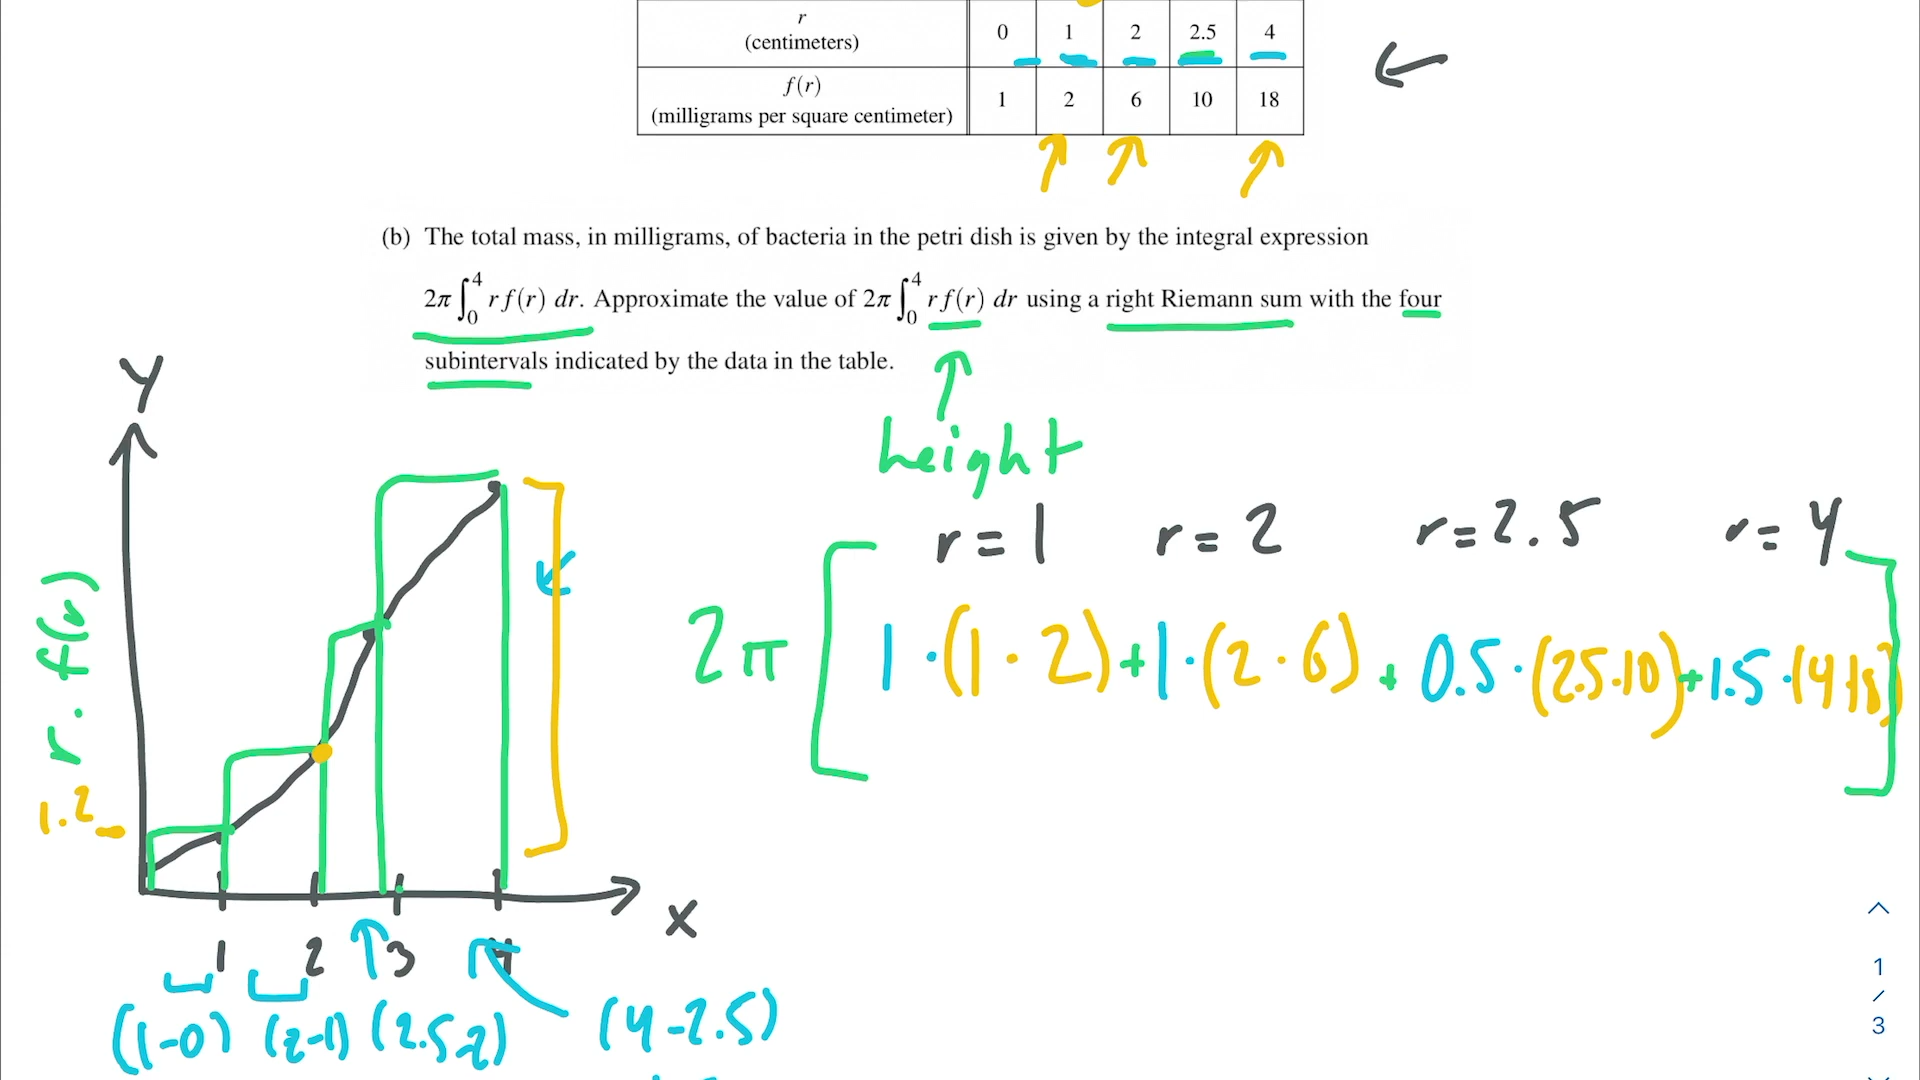 r 0 1 2 2.5 4
(centimeters)
f(r) 1 2 6 10 18
(milligrams per square centimeter)
(b) The total mass, in milligrams, of bacteria in the petri dish is given by the integral expression
2π ∫₀⁴ r f(r) dr. Approximate the value of 2π ∫₀⁴ r f(r) dr using a right Riemann sum with the four
subintervals indicated by the data in the table.
height
r=1 r=2 r=2.5 r=4
2π [1·(1·2)+1·(2·6)+0.5·(2.5·10)+1.5·(4·18)]
y
r·f(r)
1·2
x
1 2 3 4
(1-0) (2-1) (2.5-2) (4-2.5)
1
/
3